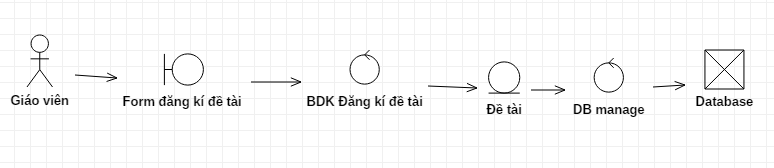 Giáo viên
Form đăng kí đề tài
BDK Đăng kí đề tài
Đề tài
DB manage
Database